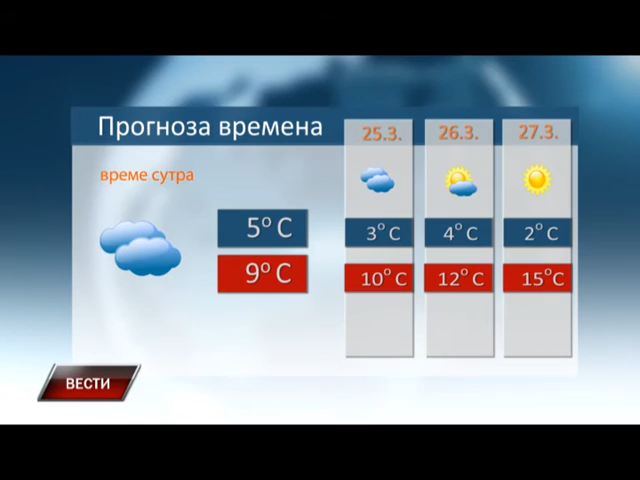 Прогноза времена
време сутра
5° C
9° C
25.3.
3° C
10° C
26.3.
4° C
12° C
27.3.
2° C
15°C
ВЕСТИ